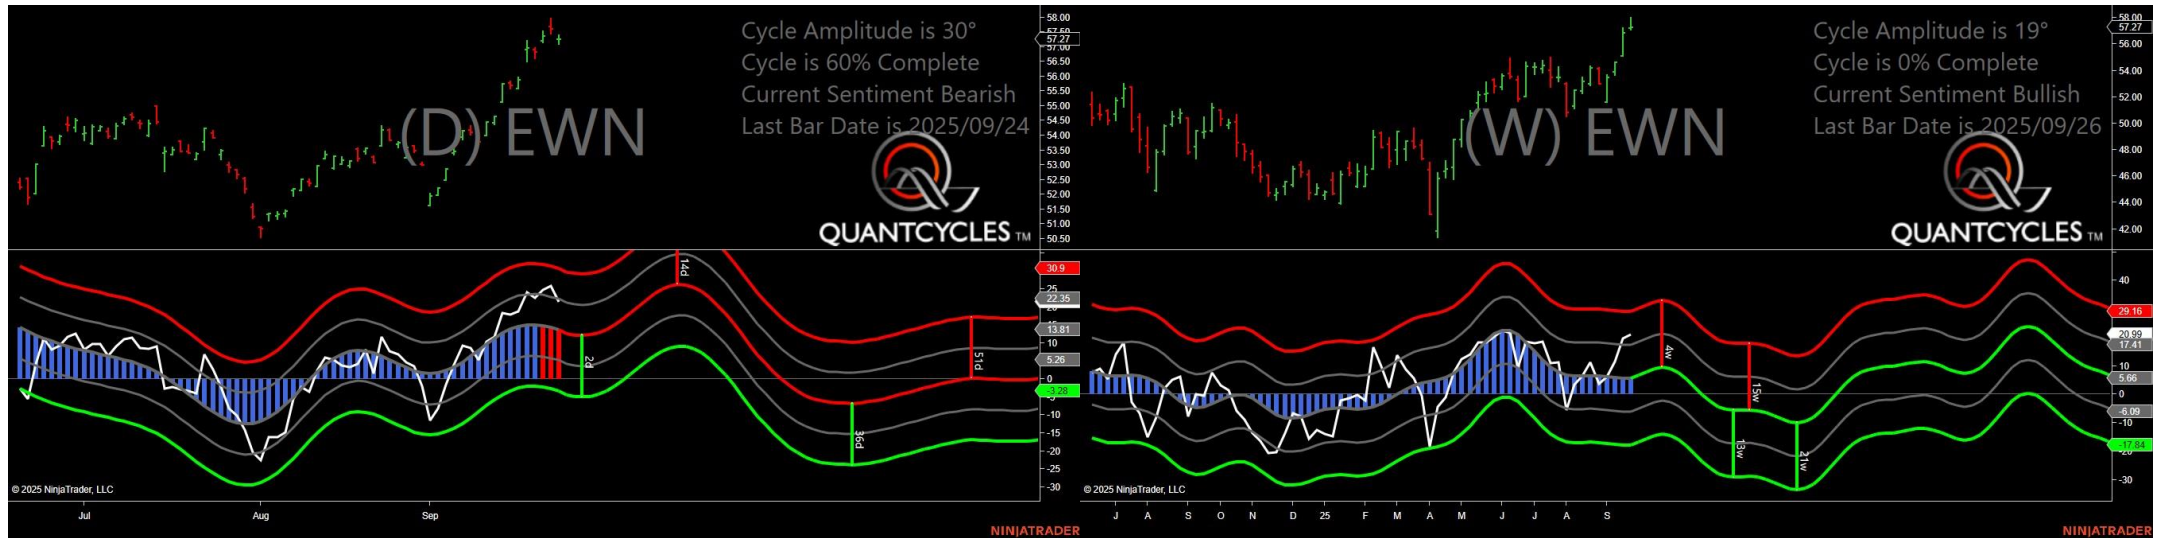 Cycle Amplitude is 30°
Cycle is 60% Complete
Current Sentiment Bearish
Last Bar Date is 2025/09/24
(D) EWN
QUANTCYCLES TM
58.00
57.50
57.27
57.00
56.50
56.00
55.50
55.00
54.50
54.00
53.50
53.00
52.50
52.00
51.50
51.00
50.50
14d
2d
36d
51d
30.9
25
22.35
13.81
10
5.26
0
-3.28
-5
-10
-15
-20
-25
-30
© 2025 NinjaTrader, LLC
Jul
Aug
Sep
NINJATRADER
Cycle Amplitude is 19°
Cycle is 0% Complete
Current Sentiment Bullish
Last Bar Date is 2025/09/26
(W) EWN
QUANTCYCLES TM
58.00
57.27
56.00
54.00
52.00
50.00
48.00
46.00
44.00
42.00
4w
15w
13w
21w
40
29.16
20.99
17.41
10
5.66
0
-6.09
-10
-17.84
-20
-30
© 2025 NinjaTrader, LLC
J A S O N D 25 F M A M J J A S
NINJATRADER